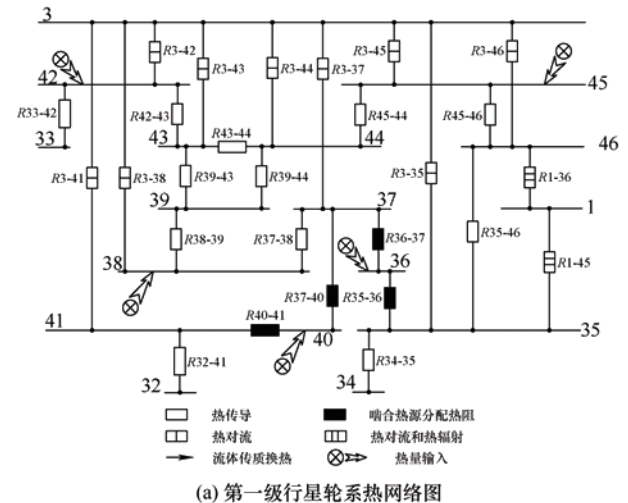 3
R3-42 R3-43 R3-44 R3-37 R3-45 R3-46
42 45
R33-42 R42-43 R45-44 R45-46
R43-44
33 43 44 46
R3-41 R3-38 R39-43 R39-44 R3-35 R1-36
39 37 1
R38-39 R37-38 R36-37 R35-46
38 36 R1-45
R37-40 R35-36
R40-41
41 40 35
R32-41 R34-35
32 34
热传导 啮合热源分配热阻
热对流 热对流和热辐射
流体传质换热 热量输入
(a) 第一级行星轮系热网络图